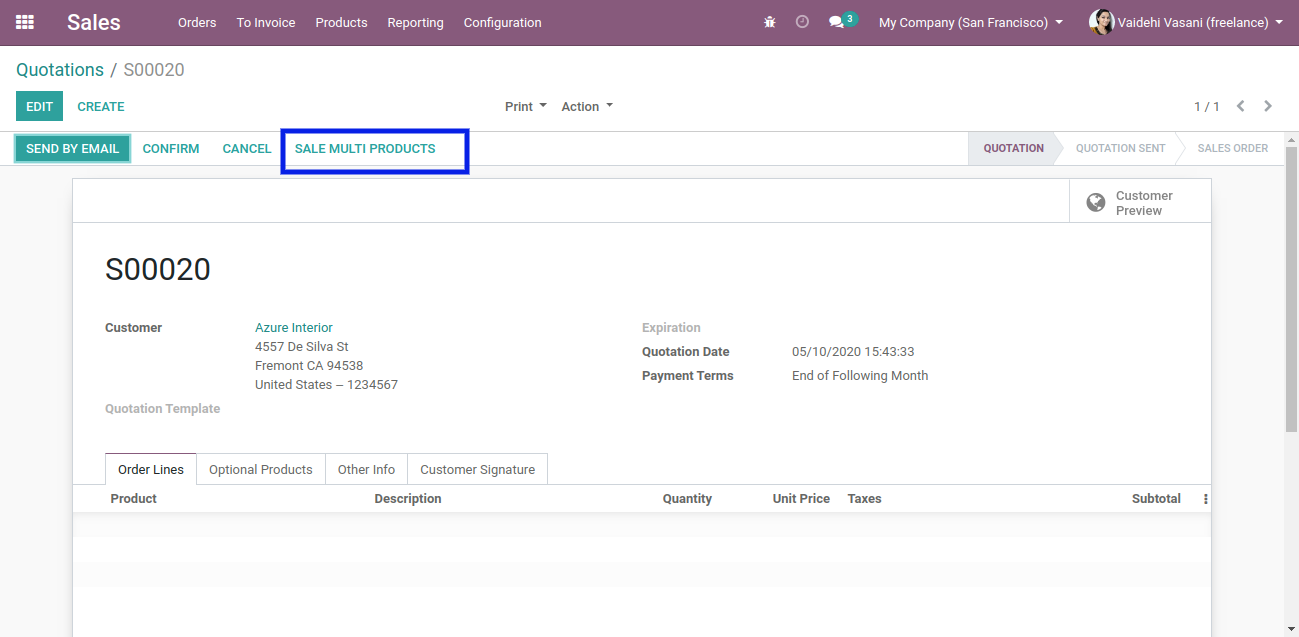 Sales Orders To Invoice Products Reporting Configuration 3 My Company (San Francisco) Vaidehi Vasani (freelance)
Quotations / S00020
EDIT CREATE Print Action 1 / 1
SEND BY EMAIL CONFIRM CANCEL SALE MULTI PRODUCTS QUOTATION QUOTATION SENT SALES ORDER
Customer
Preview
S00020
Customer Azure Interior Expiration
4557 De Silva St
Quotation Date 05/10/2020 15:43:33
Fremont CA 94538
Payment Terms End of Following Month
United States – 1234567
Quotation Template
Order Lines Optional Products Other Info Customer Signature
Product Description Quantity Unit Price Taxes Subtotal